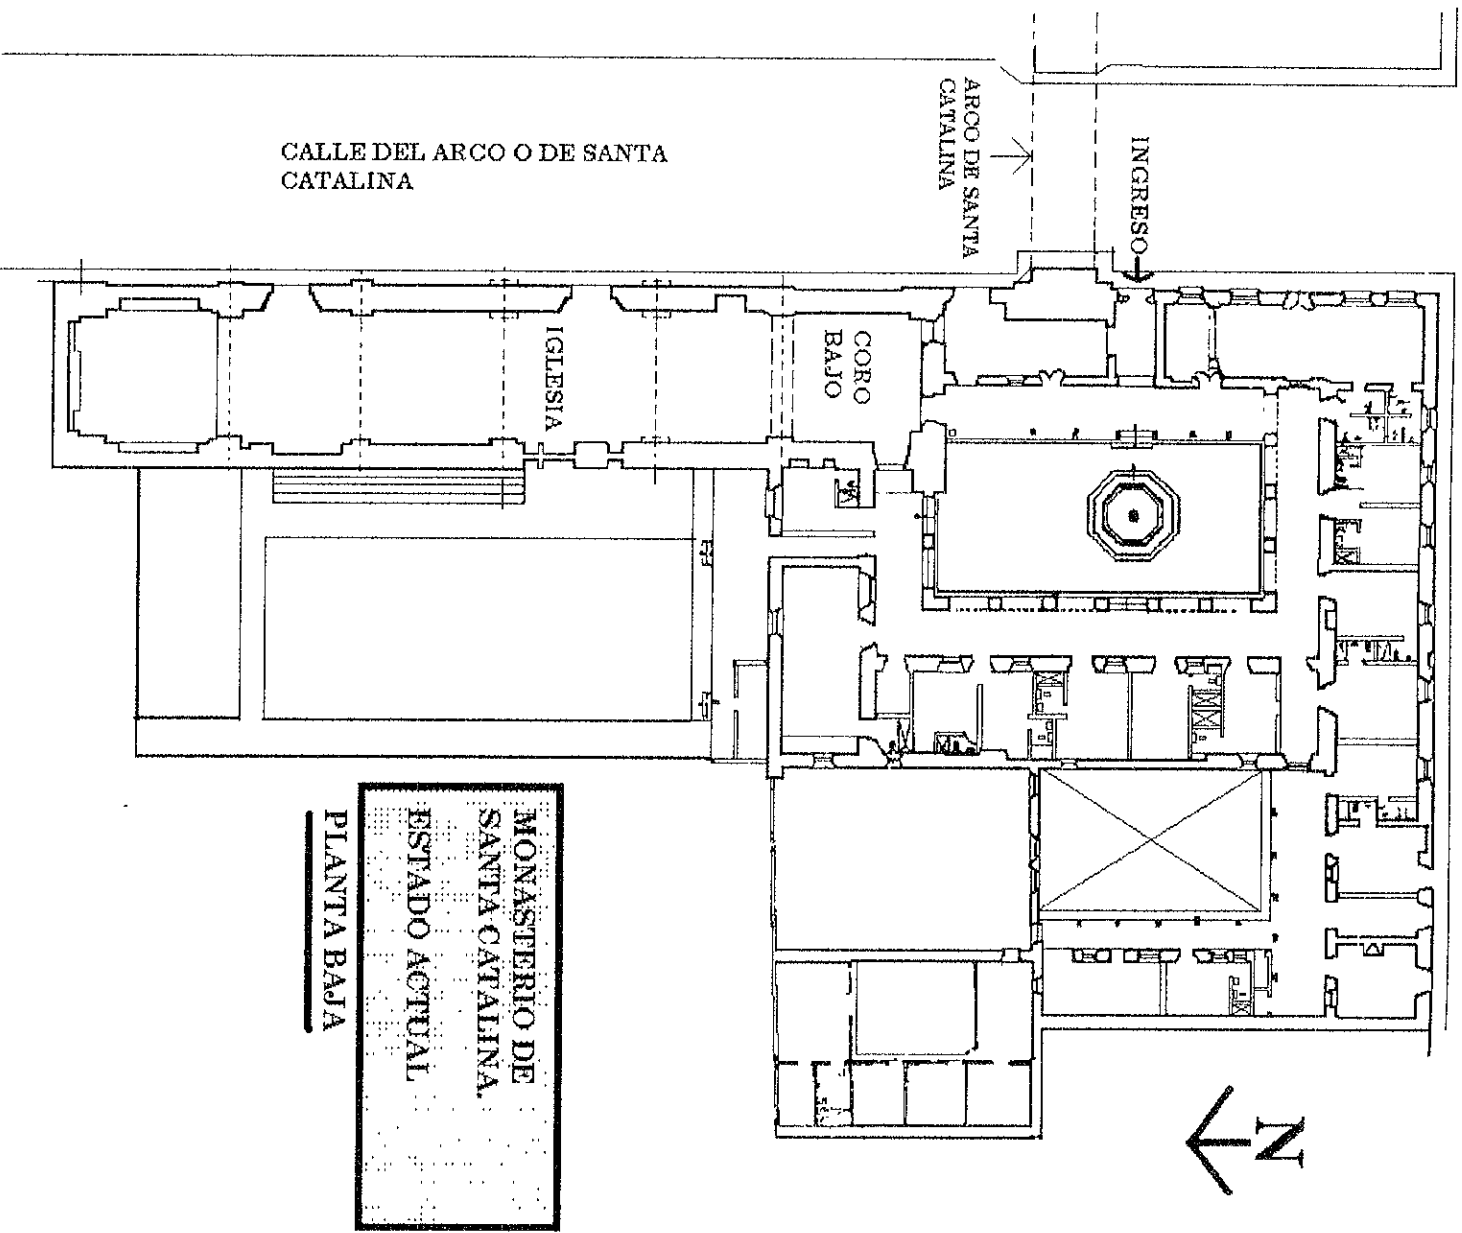 CALLE DEL ARCO O DE SANTA
CATALINA
ARCO DE SANTA
CATALINA
INGRESO
IGLESIA
CORO
BAJO
MONASTERIO DE
SANTA CATALINA.
ESTADO ACTUAL
PLANTA BAJA
N